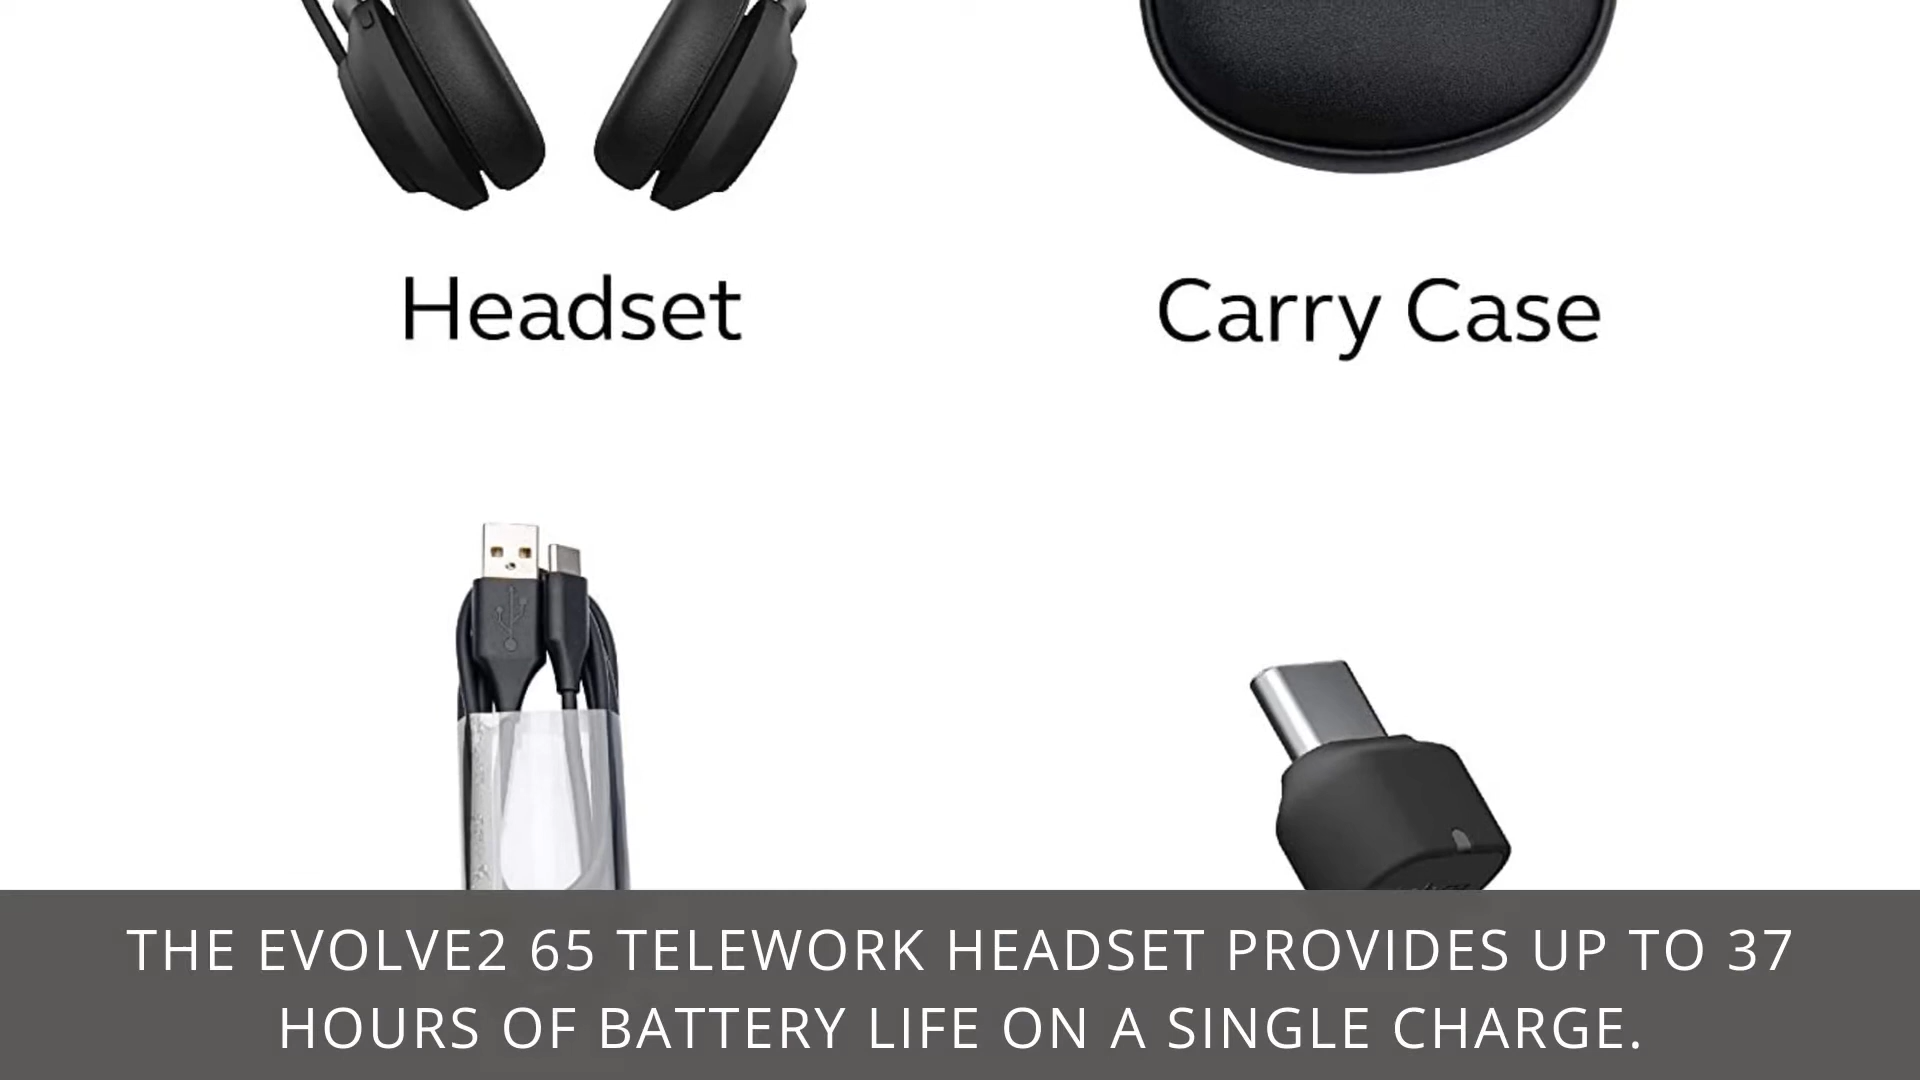 Headset
Carry Case
THE EVOLVE2 65 TELEWORK HEADSET PROVIDES UP TO 37
HOURS OF BATTERY LIFE ON A SINGLE CHARGE.